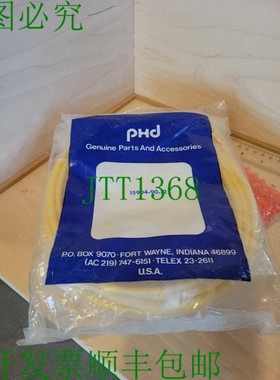 图必究
phd
Genuine Parts And Accessories
JTT1368
P.O. BOX 9070 · FORT WAYNE, INDIANA 46899
(AC 219) 747-6151 · TELEX 23-2611
U.S.A.
开发票顺丰包邮